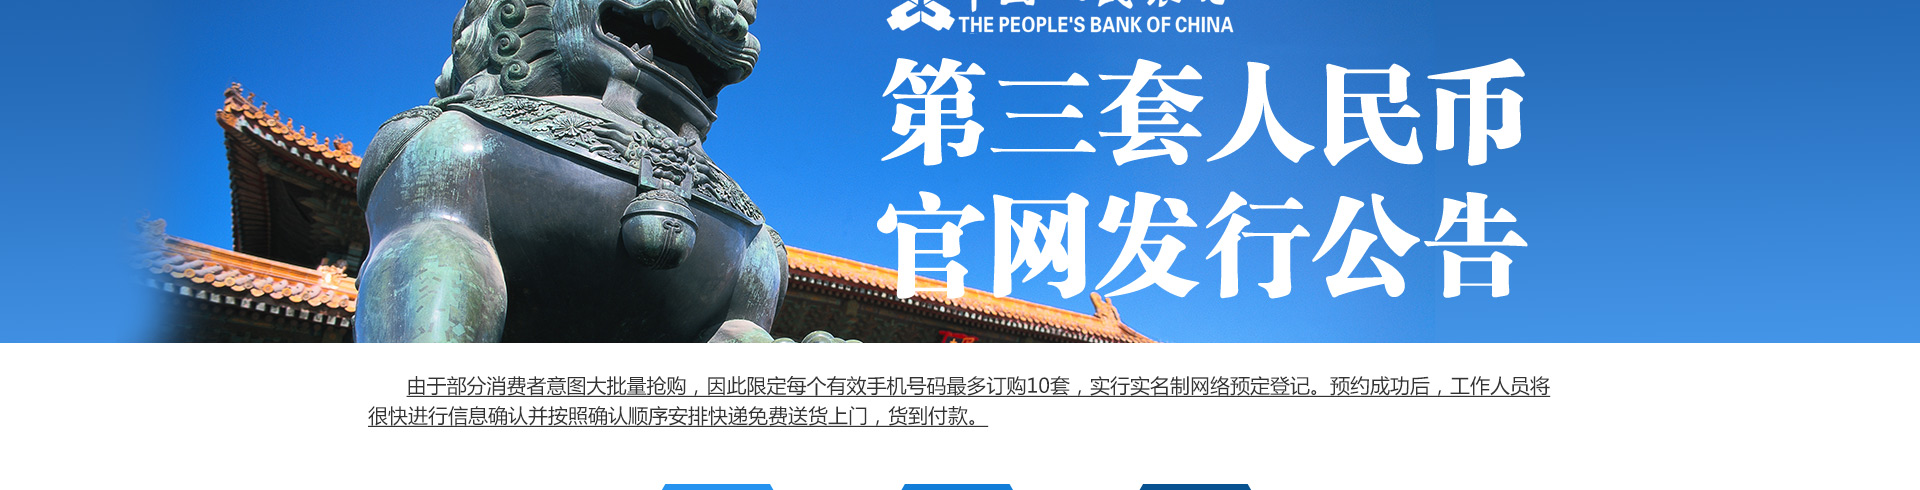 THE PEOPLE'S BANK OF CHINA
第三套人民币
官网发行公告
由于部分消费者意图大批量抢购，因此限定每个有效手机号码最多订购10套，实行实名制网络预定登记。预约成功后，工作人员将
很快进行信息确认并按照确认顺序安排快递免费送货上门，货到付款。